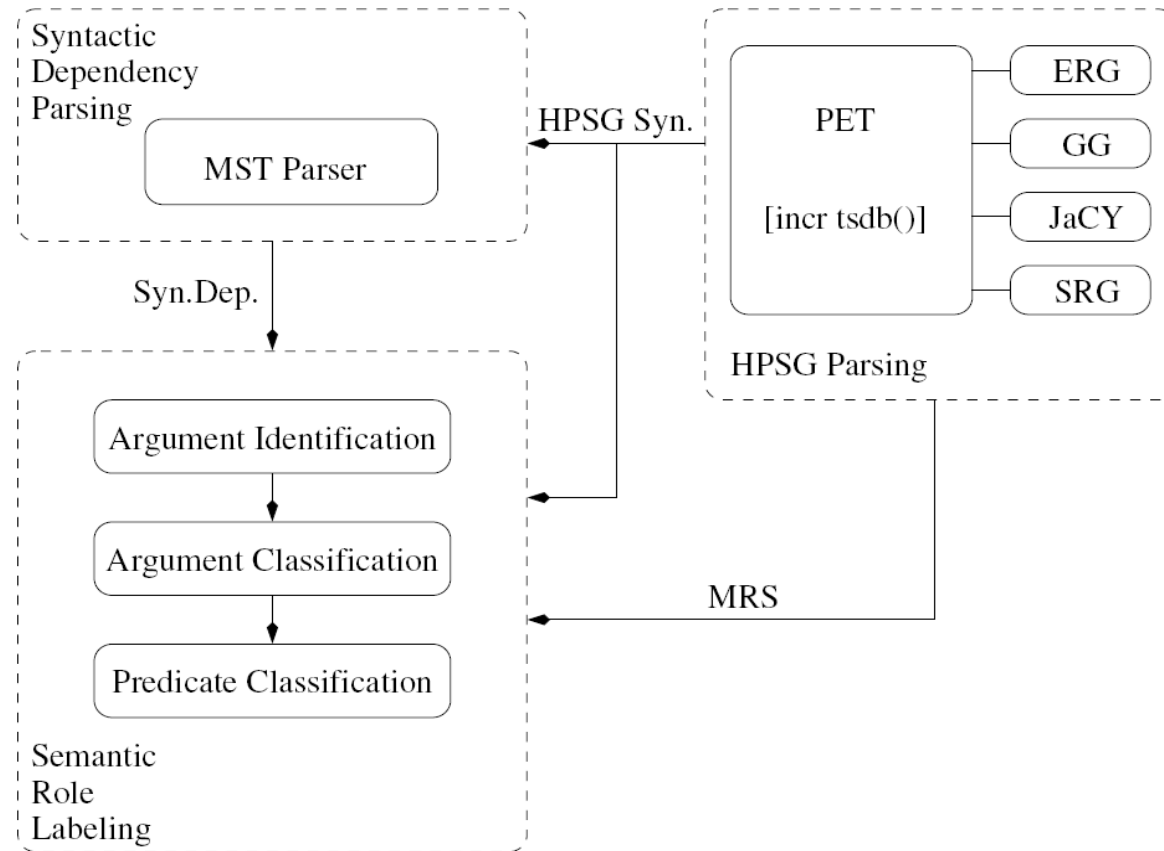 Syntactic
Dependency
Parsing
MST Parser
HPSG Syn.
PET
[incr tsdb()]
ERG
GG
JaCY
SRG
HPSG Parsing
Syn.Dep.
Argument Identification
Argument Classification
Predicate Classification
MRS
Semantic
Role
Labeling